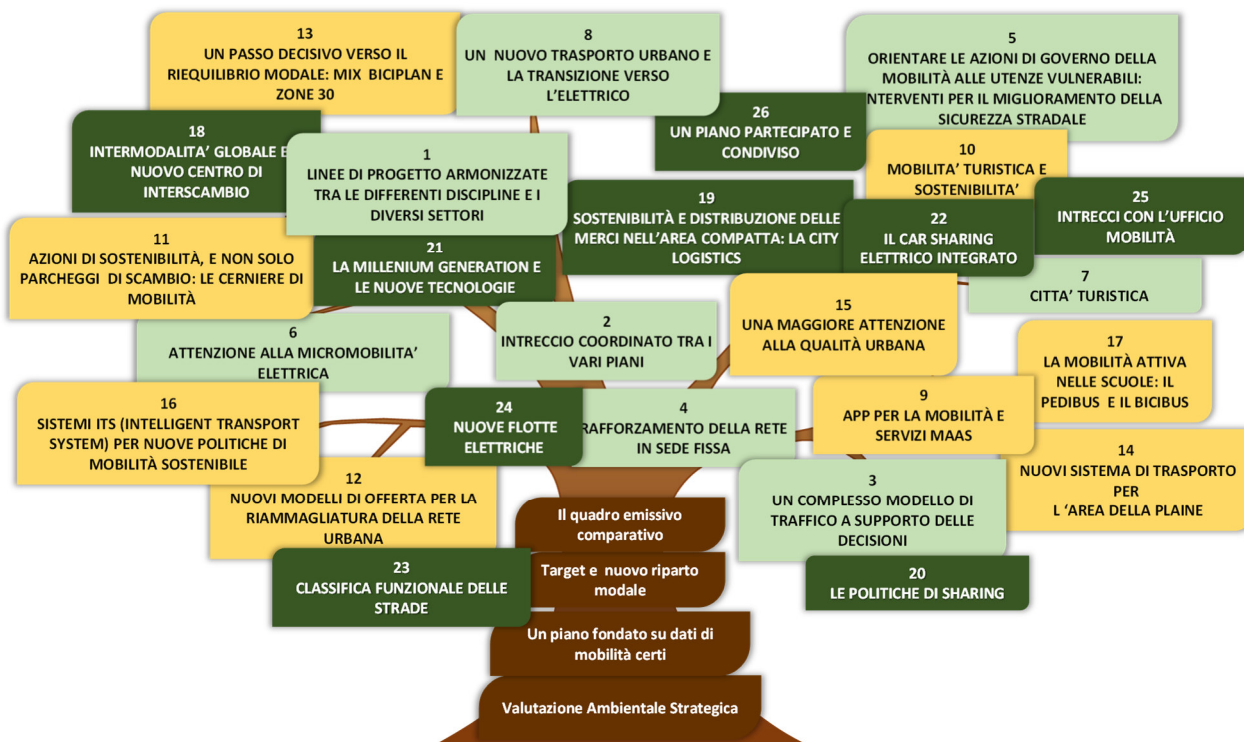 13
UN PASSO DECISIVO VERSO IL
RIEQUILIBRIO MODALE: MIX BICIPLAN E
ZONE 30
8
UN NUOVO TRASPORTO URBANO E
LA TRANSIZIONE VERSO
L'ELETTRICO
5
ORIENTARE LE AZIONI DI GOVERNO DELLA
MOBILITÀ ALLE UTENZE VULNERABILI:
INTERVENTI PER IL MIGLIORAMENTO DELLA
SICUREZZA STRADALE
18
INTERMODALITA' GLOBALE E
NUOVO CENTRO DI
INTERSCAMBIO
26
UN PIANO PARTECIPATO E
CONDIVISO
1
LINEE DI PROGETTO ARMONIZZATE
TRA LE DIFFERENTI DISCIPLINE E I
DIVERSI SETTORI
10
MOBILITA' TURISTICA E
SOSTENIBILITA'
19
SOSTENIBILITÀ E DISTRIBUZIONE DELLE
MERCI NELL'AREA COMPATTA: LA CITY
LOGISTICS
22
IL CAR SHARING
ELETTRICO INTEGRATO
25
INTRECCI CON L'UFFICIO
MOBILITÀ
11
AZIONI DI SOSTENIBILITÀ, E NON SOLO
PARCHEGGI DI SCAMBIO: LE CERNIERE DI
MOBILITÀ
21
LA MILLENIUM GENERATION E
LE NUOVE TECNOLOGIE
7
CITTA' TURISTICA
6
ATTENZIONE ALLA MICROMOBILITA'
ELETTRICA
2
INTRECCIO COORDINATO TRA I
VARI PIANI
15
UNA MAGGIORE ATTENZIONE
ALLA QUALITÀ URBANA
17
LA MOBILITÀ ATTIVA
NELLE SCUOLE: IL
PEDIBUS E IL BICIBUS
16
SISTEMI ITS (INTELLIGENT TRANSPORT
SYSTEM) PER NUOVE POLITICHE DI
MOBILITÀ SOSTENIBILE
24
NUOVE FLOTTE
ELETTRICHE
4
RAFFORZAMENTO DELLA RETE
IN SEDE FISSA
9
APP PER LA MOBILITÀ E
SERVIZI MAAS
14
NUOVI SISTEMA DI TRASPORTO
PER
L 'AREA DELLA PLAINE
12
NUOVI MODELLI DI OFFERTA PER LA
RIAMMAGLIATURA DELLA RETE
URBANA
3
UN COMPLESSO MODELLO DI
TRAFFICO A SUPPORTO DELLE
DECISIONI
23
CLASSIFICA FUNZIONALE DELLE
STRADE
20
LE POLITICHE DI SHARING
Il quadro emissivo
comparativo
Target e nuovo riparto
modale
Un piano fondato su dati di
mobilità certi
Valutazione Ambientale Strategica